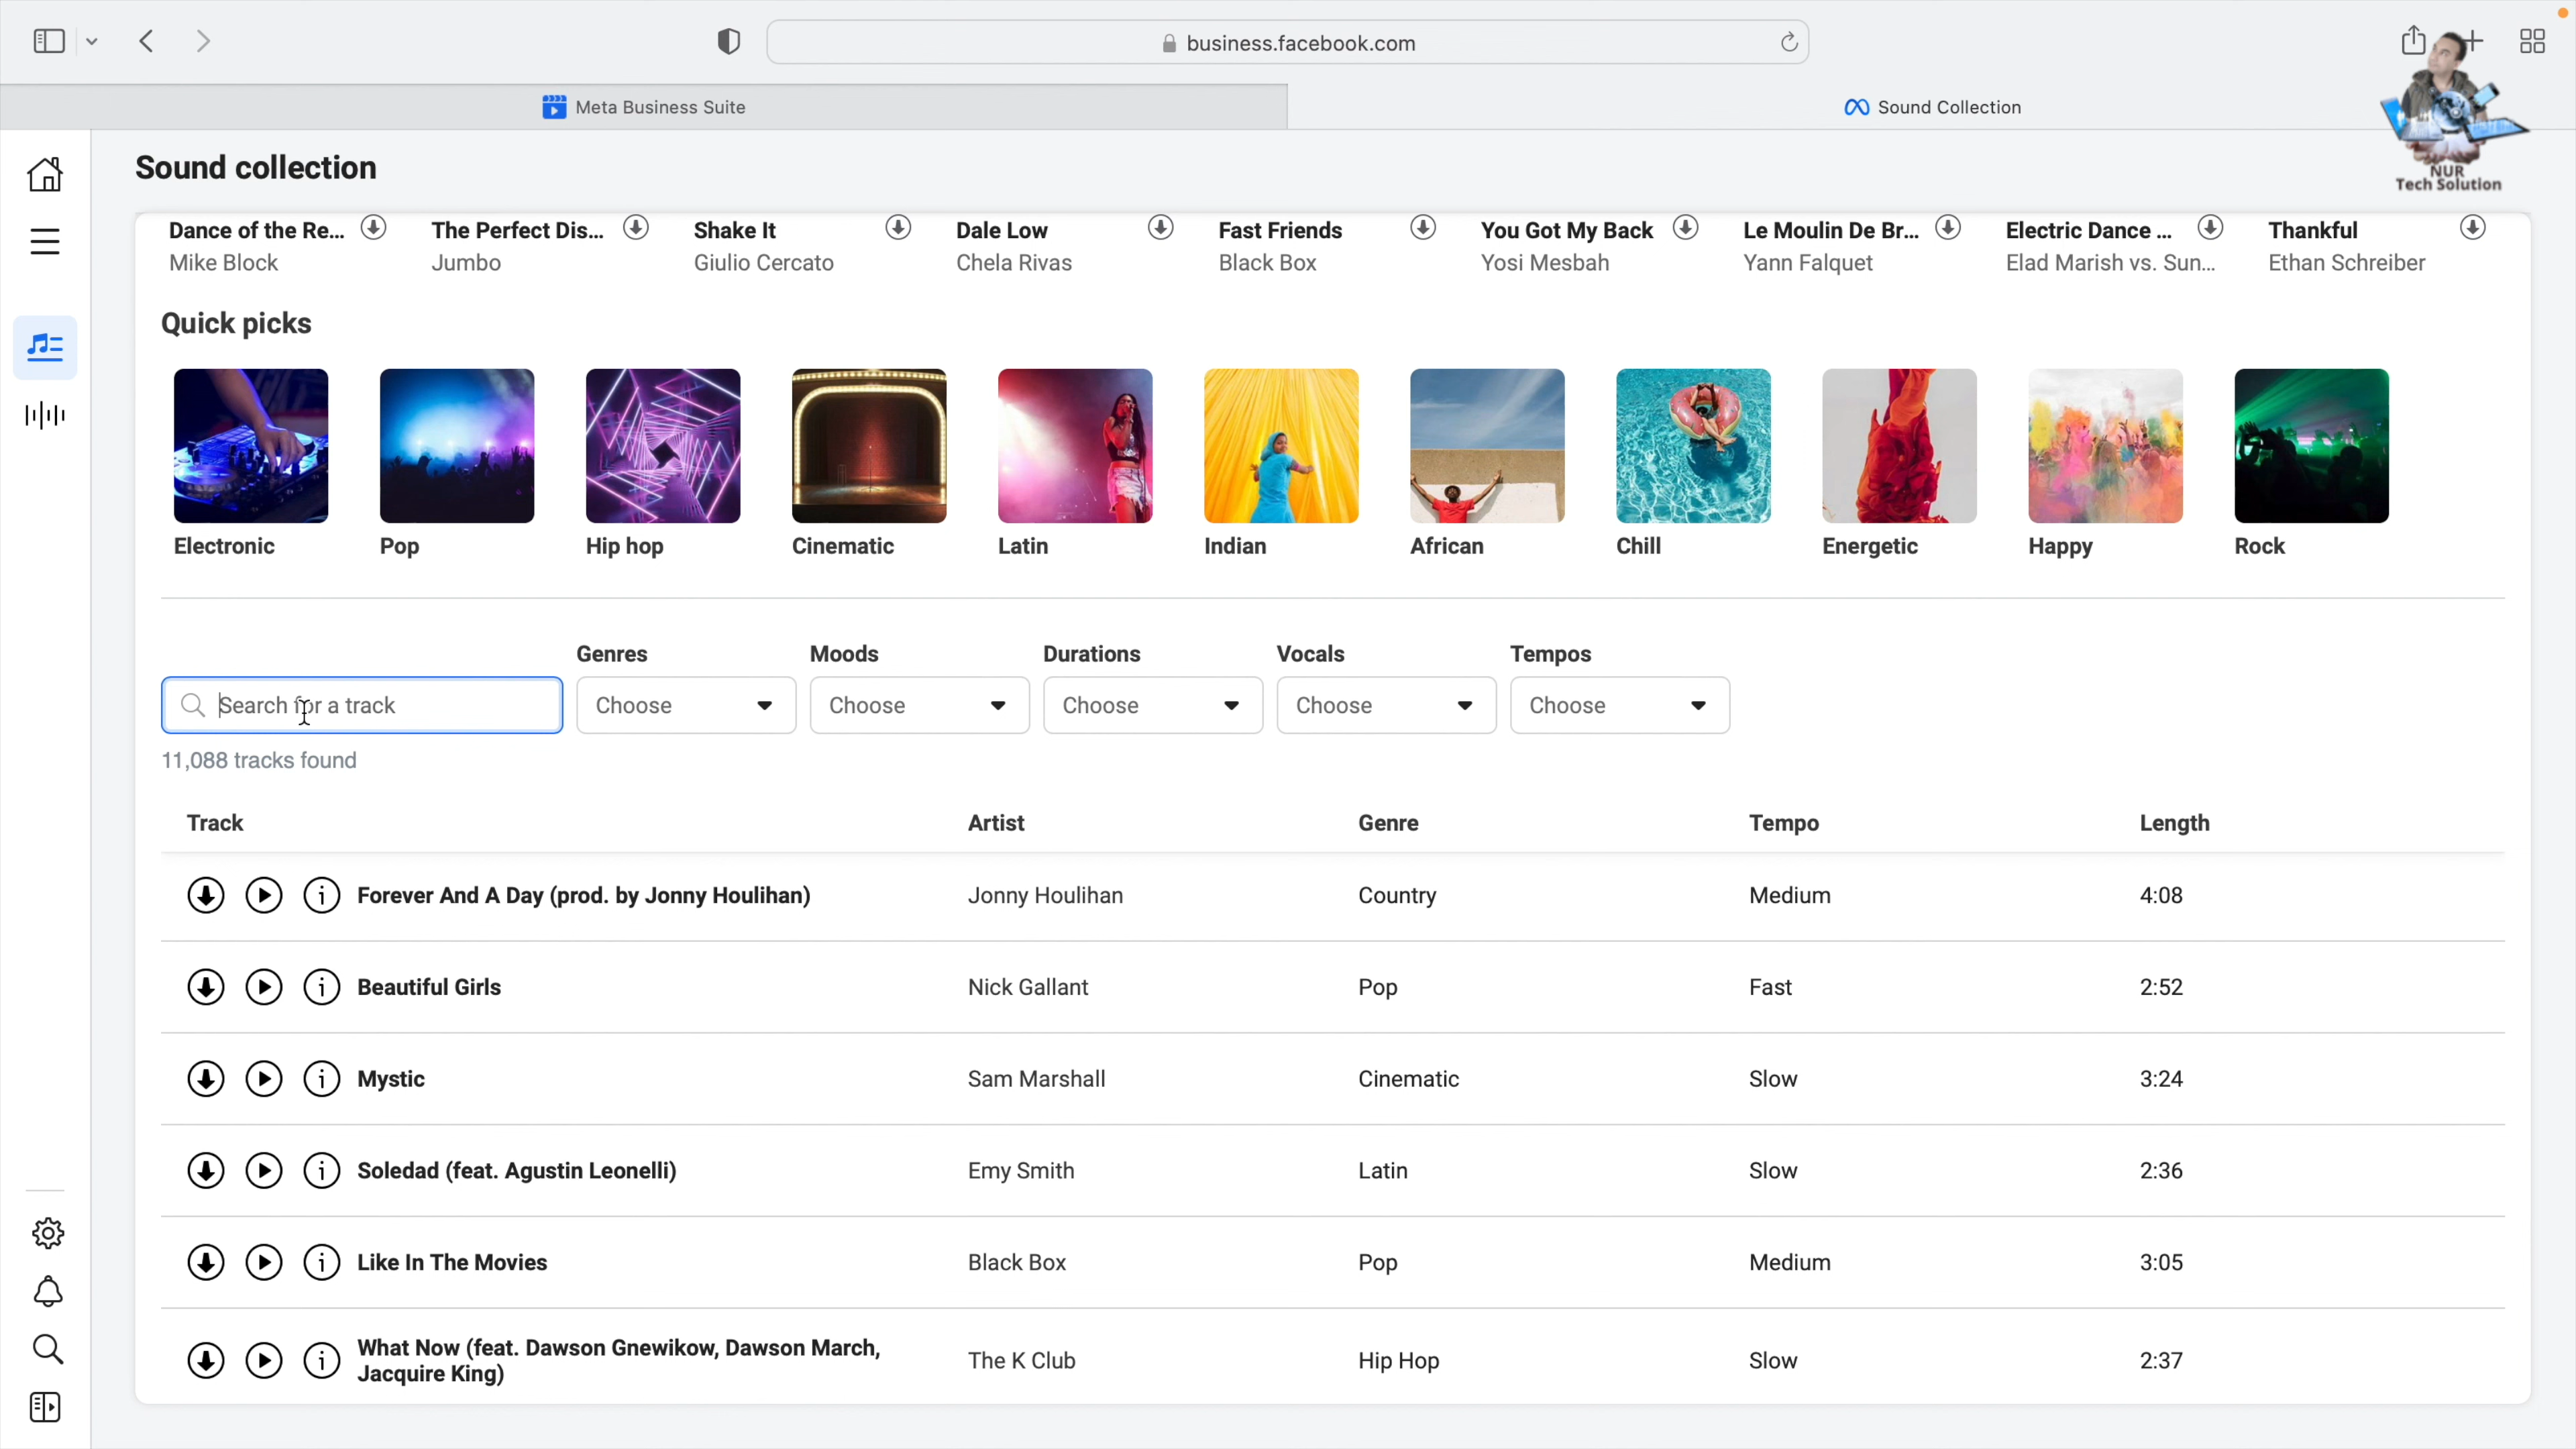 business.facebook.com
Meta Business Suite
Sound Collection
NUR
Tech Solution
Sound collection
Dance of the Re... The Perfect Dis... Shake It Dale Low Fast Friends You Got My Back Le Moulin De Br... Electric Dance ... Thankful
Mike Block Jumbo Giulio Cercato Chela Rivas Black Box Yosi Mesbah Yann Falquet Elad Marish vs. Sun... Ethan Schreiber
Quick picks
Electronic Pop Hip hop Cinematic Latin Indian African Chill Energetic Happy Rock
Genres Moods Durations Vocals Tempos
Search for a track Choose Choose Choose Choose Choose
11,088 tracks found
Track Artist Genre Tempo Length
Forever And A Day (prod. by Jonny Houlihan) Jonny Houlihan Country Medium 4:08
Beautiful Girls Nick Gallant Pop Fast 2:52
Mystic Sam Marshall Cinematic Slow 3:24
Soledad (feat. Agustin Leonelli) Emy Smith Latin Slow 2:36
Like In The Movies Black Box Pop Medium 3:05
What Now (feat. Dawson Gnewikow, Dawson March,
Jacquire King) The K Club Hip Hop Slow 2:37